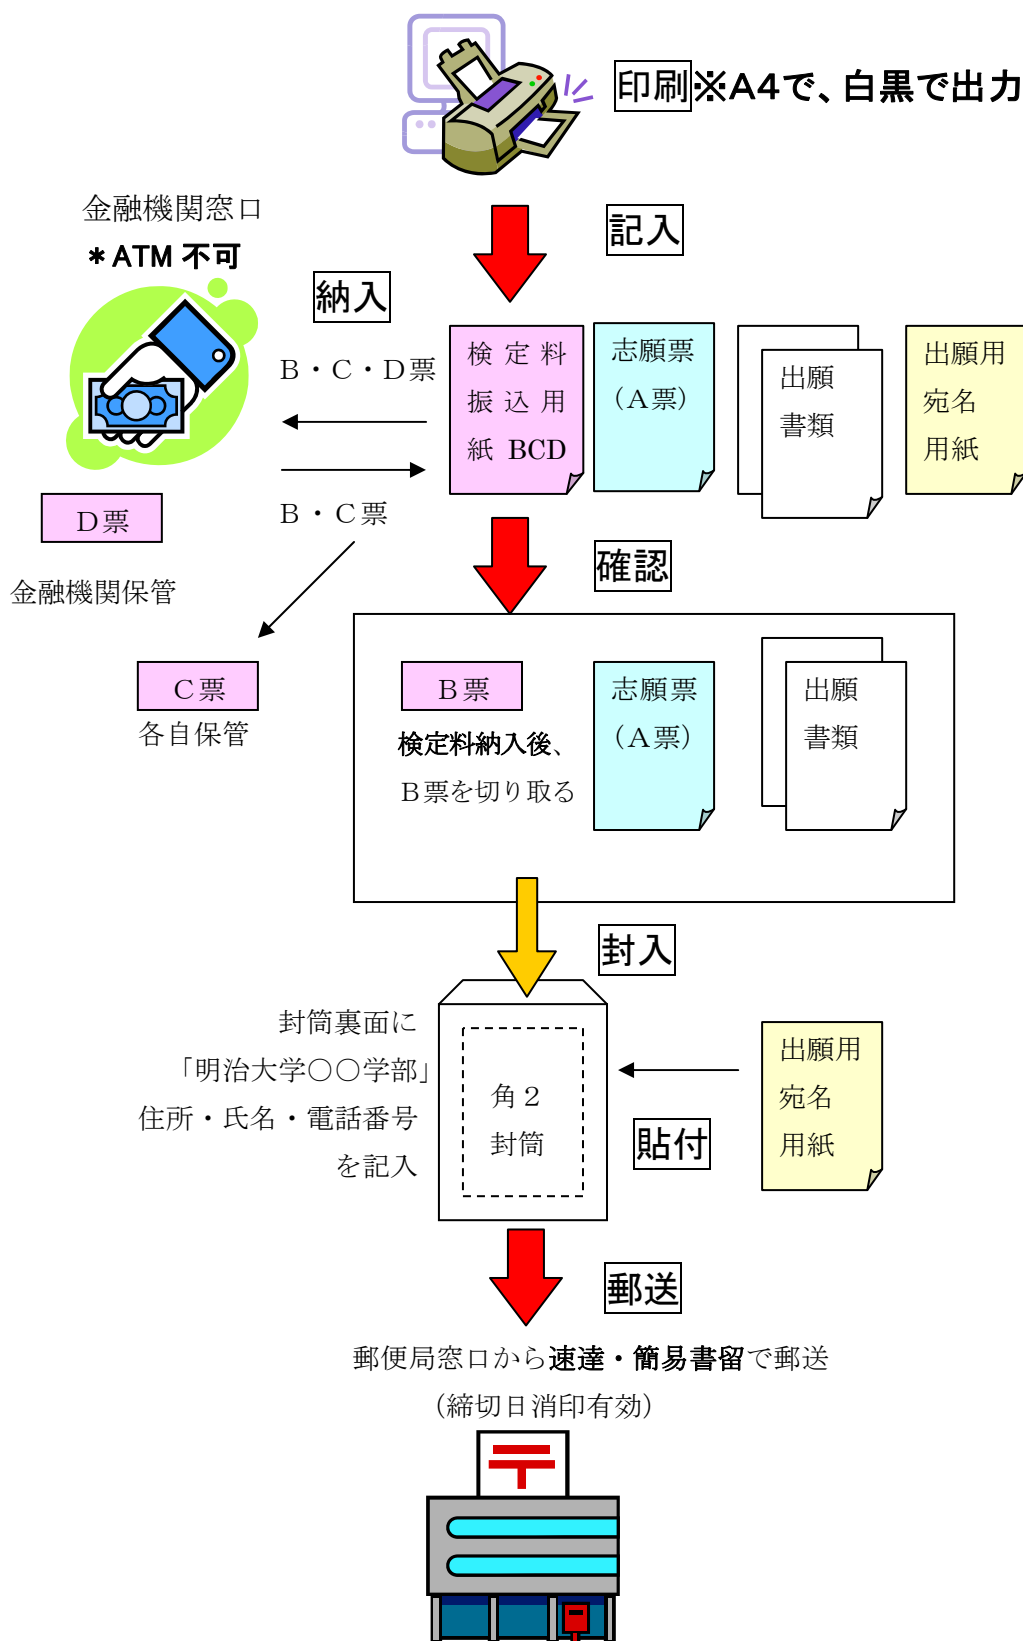 印刷※A4で、白黒で出力
記入
金融機関窓口
＊ATM 不可
納入
B・C・D票
B・C票
検定料
振込用
紙 BCD
志願票
（A票）
出願
書類
出願用
宛名
用紙
D票
金融機関保管
C票
各自保管
確認
B票
検定料納入後、
B票を切り取る
志願票
（A票）
出願
書類
封入
封筒裏面に
「明治大学○○学部」
住所・氏名・電話番号
を記入
角２
封筒
貼付
出願用
宛名
用紙
郵送
郵便局窓口から速達・簡易書留で郵送
（締切日消印有効）
〒